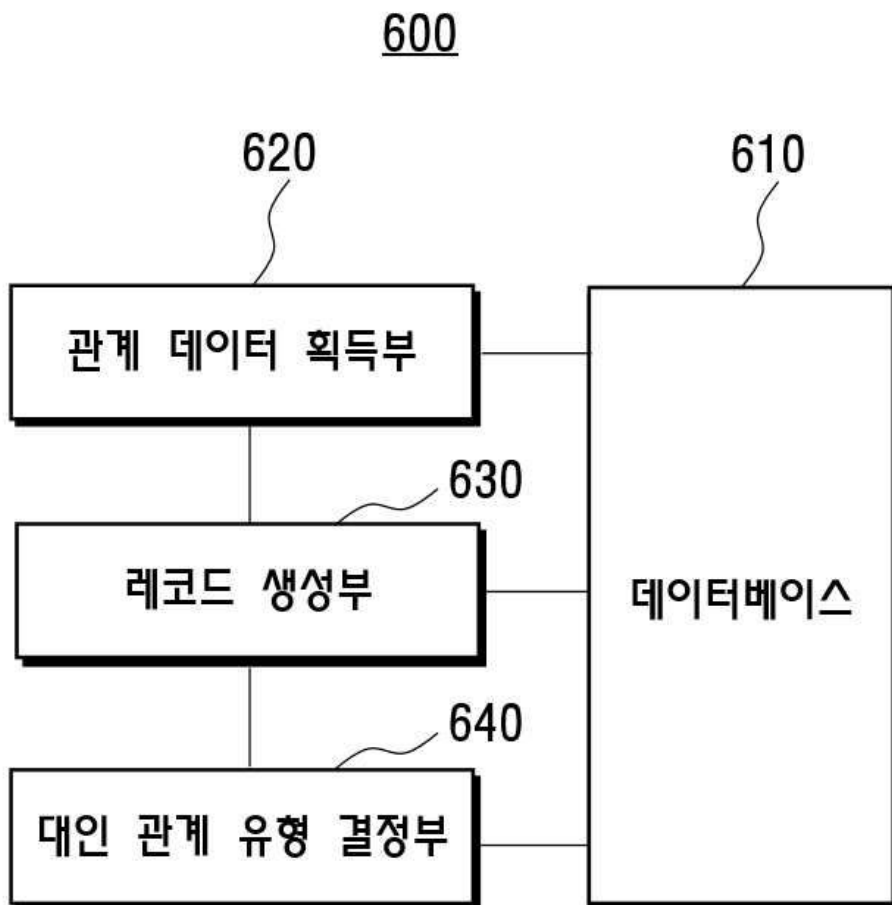 600
620
610
관계 데이터 획득부
630
레코드 생성부
데이터베이스
640
대인 관계 유형 결정부